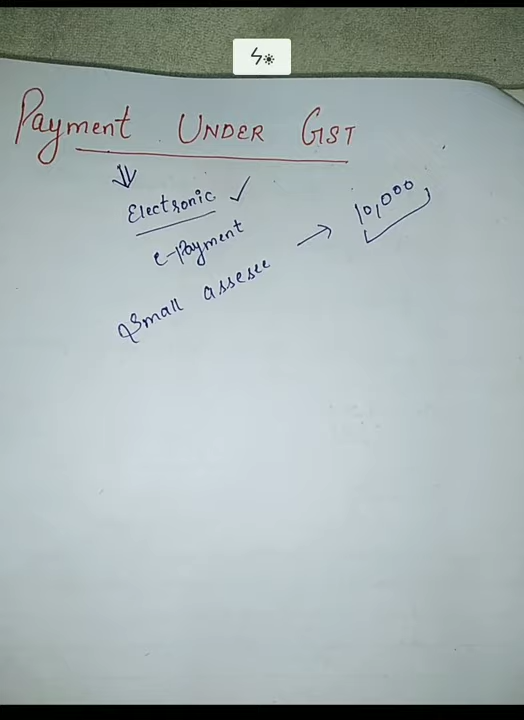 Payment UNDER GST
Electronic
e-Payment
Small assesee → 10,000